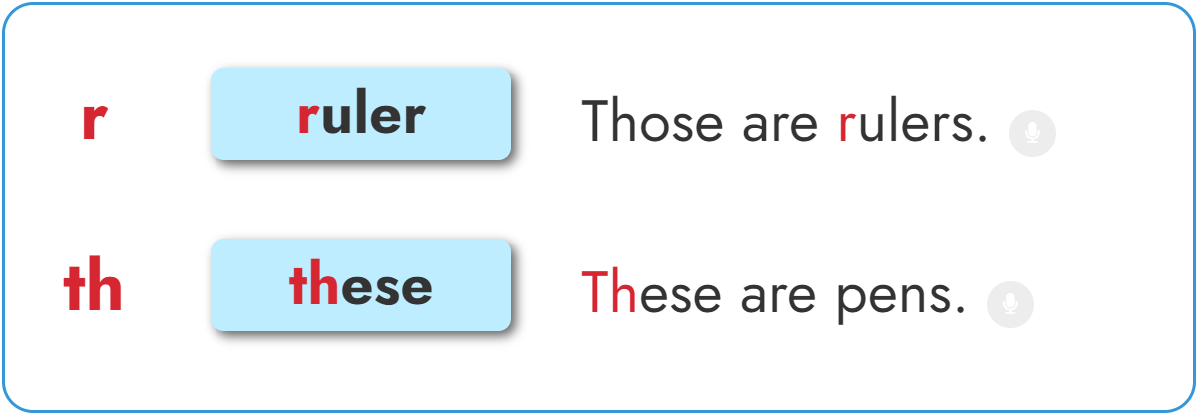 r ruler Those are rulers.
th these These are pens.